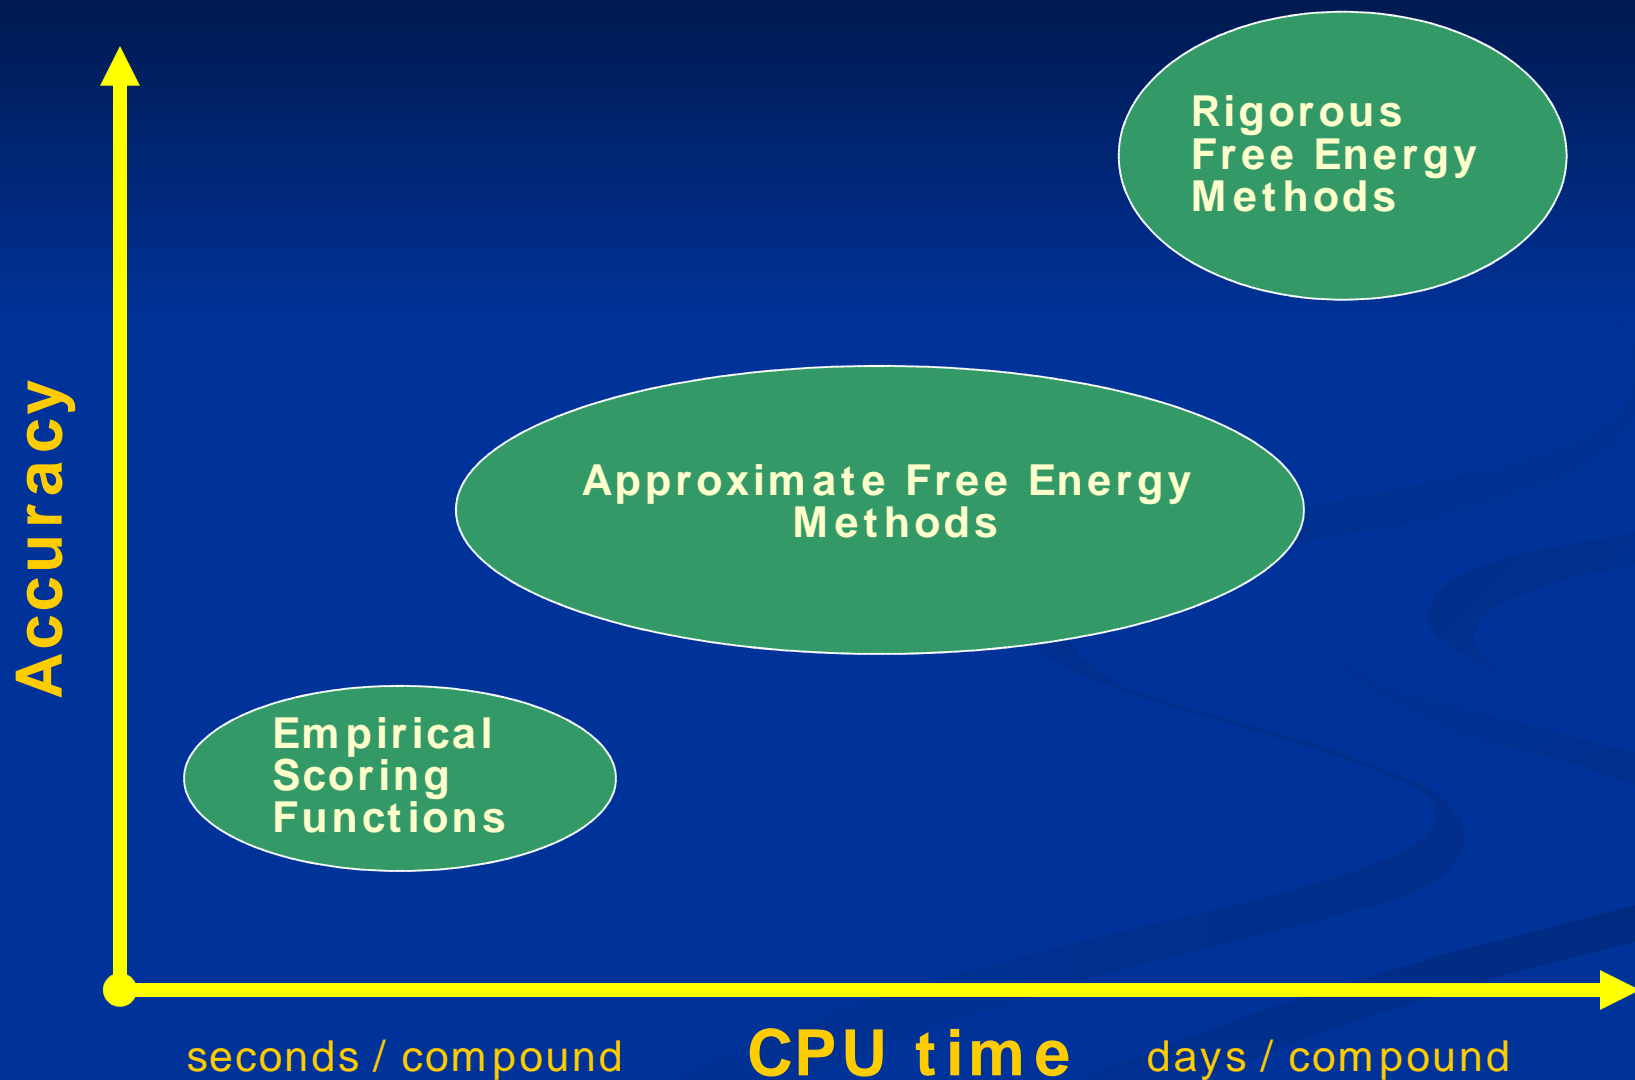 Rigorous
Free Energy
Methods
Accuracy
Approximate Free Energy
Methods
Empirical
Scoring
Functions
seconds / compound
CPU time
days / compound